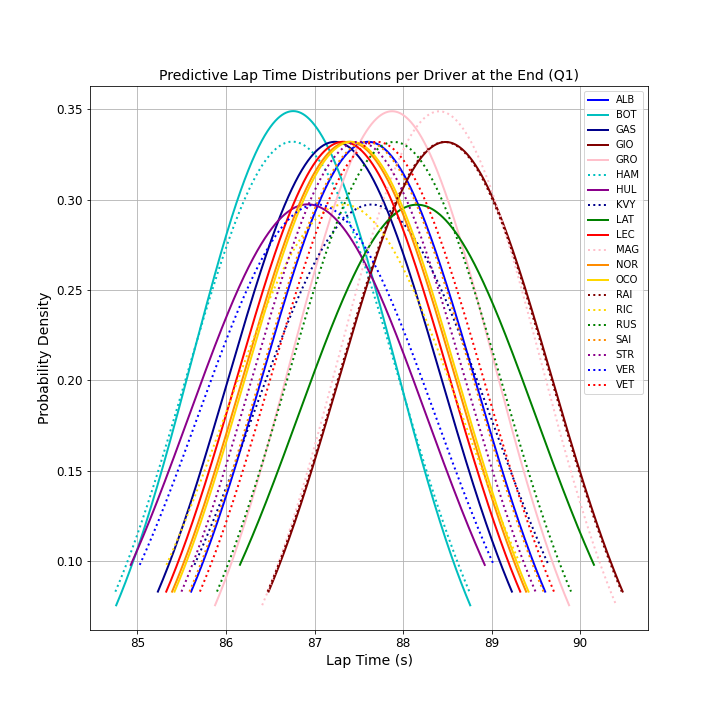 Predictive Lap Time Distributions per Driver at the End (Q1)
Probability Density
0.35
0.30
0.25
0.20
0.15
0.10
85
86
87
88
89
90
Lap Time (s)
ALB
BOT
GAS
GIO
GRO
HAM
HUL
KVY
LAT
LEC
MAG
NOR
OCO
RAI
RIC
RUS
SAI
STR
VER
VET